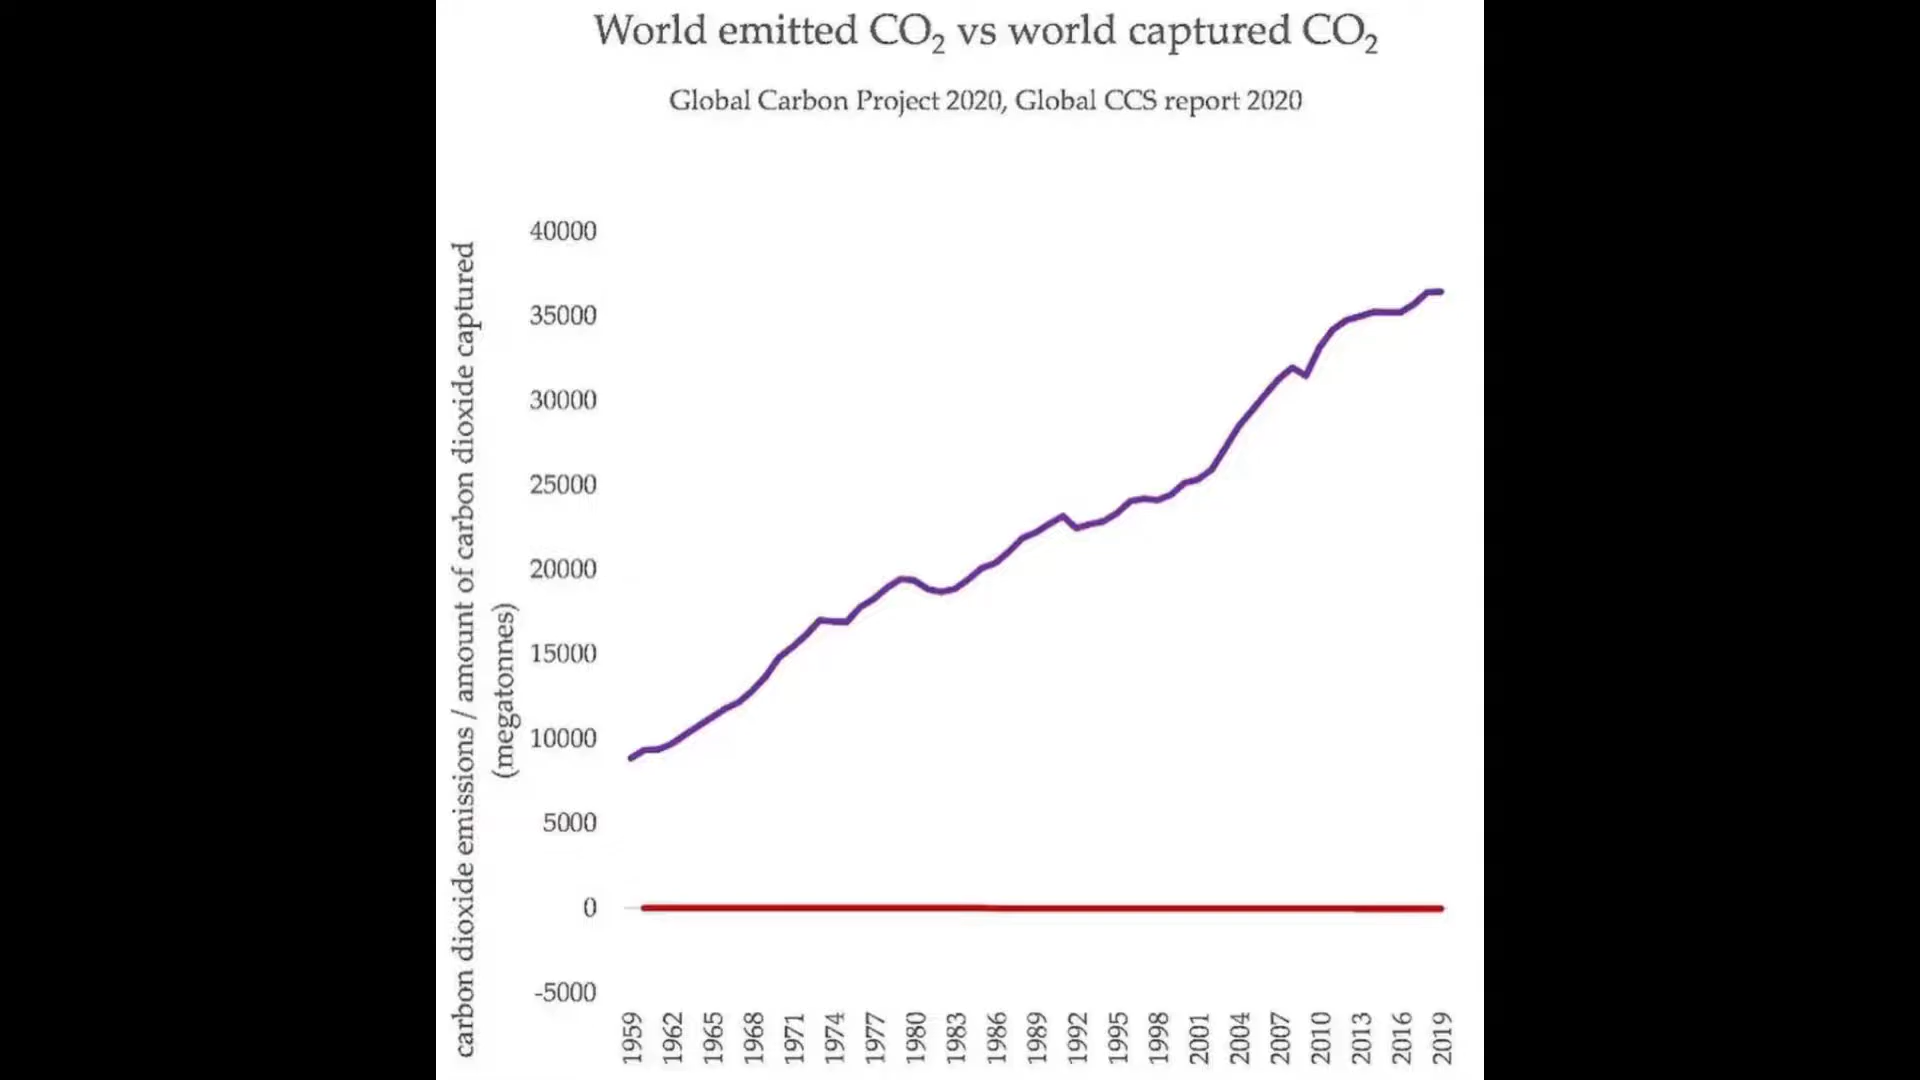 World emitted CO₂ vs world captured CO₂
Global Carbon Project 2020, Global CCS report 2020
carbon dioxide emissions / amount of carbon dioxide captured
(megatonnes)
40000
35000
30000
25000
20000
15000
10000
5000
0
-5000
1959 1962 1965 1968 1971 1974 1977 1980 1983 1986 1989 1992 1995 1998 2001 2004 2007 2010 2013 2016 2019